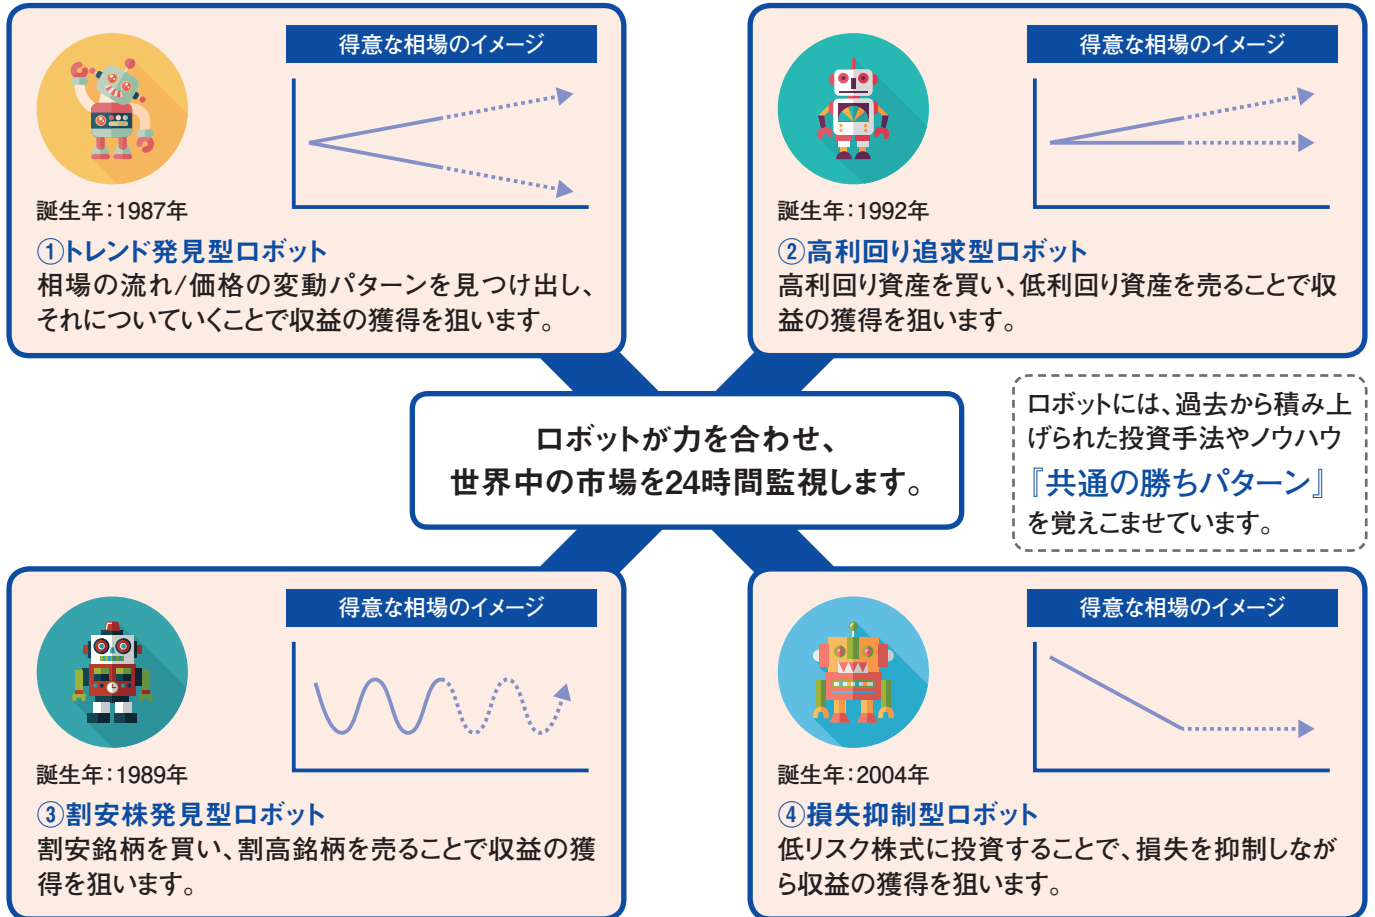 得意な相場のイメージ
誕生年：1987年
①トレンド発見型ロボット
相場の流れ/価格の変動パターンを見つけ出し、
それについていくことで収益の獲得を狙います。
得意な相場のイメージ
誕生年：1992年
②高利回り追求型ロボット
高利回り資産を買い、低利回り資産を売ることで収
益の獲得を狙います。
ロボットが力を合わせ、
世界中の市場を24時間監視します。
ロボットには、過去から積み上
げられた投資手法やノウハウ
『共通の勝ちパターン』
を覚えこませています。
得意な相場のイメージ
誕生年：1989年
③割安株発見型ロボット
割安銘柄を買い、割高銘柄を売ることで収益の獲
得を狙います。
得意な相場のイメージ
誕生年：2004年
④損失抑制型ロボット
低リスク株式に投資することで、損失を抑制しなが
ら収益の獲得を狙います。